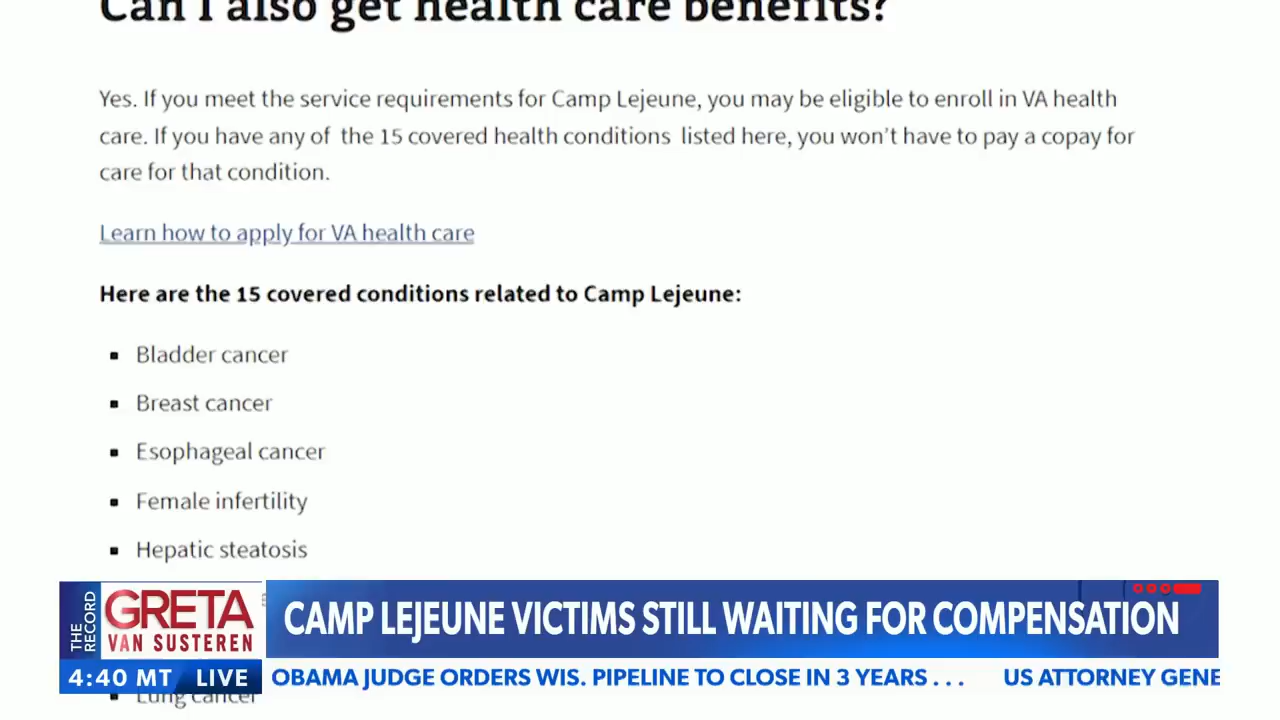 Can I also get health care benefits?
Yes. If you meet the service requirements for Camp Lejeune, you may be eligible to enroll in VA health
care. If you have any of the 15 covered health conditions listed here, you won't have to pay a copay for
care for that condition.
Learn how to apply for VA health care
Here are the 15 covered conditions related to Camp Lejeune:
Bladder cancer
Breast cancer
Esophageal cancer
Female infertility
Hepatic steatosis
THE RECORD
GRETA
VAN SUSTEREN
CAMP LEJEUNE VICTIMS STILL WAITING FOR COMPENSATION
4:40 MT LIVE
OBAMA JUDGE ORDERS WIS. PIPELINE TO CLOSE IN 3 YEARS . . . US ATTORNEY GENE
Lung cancer